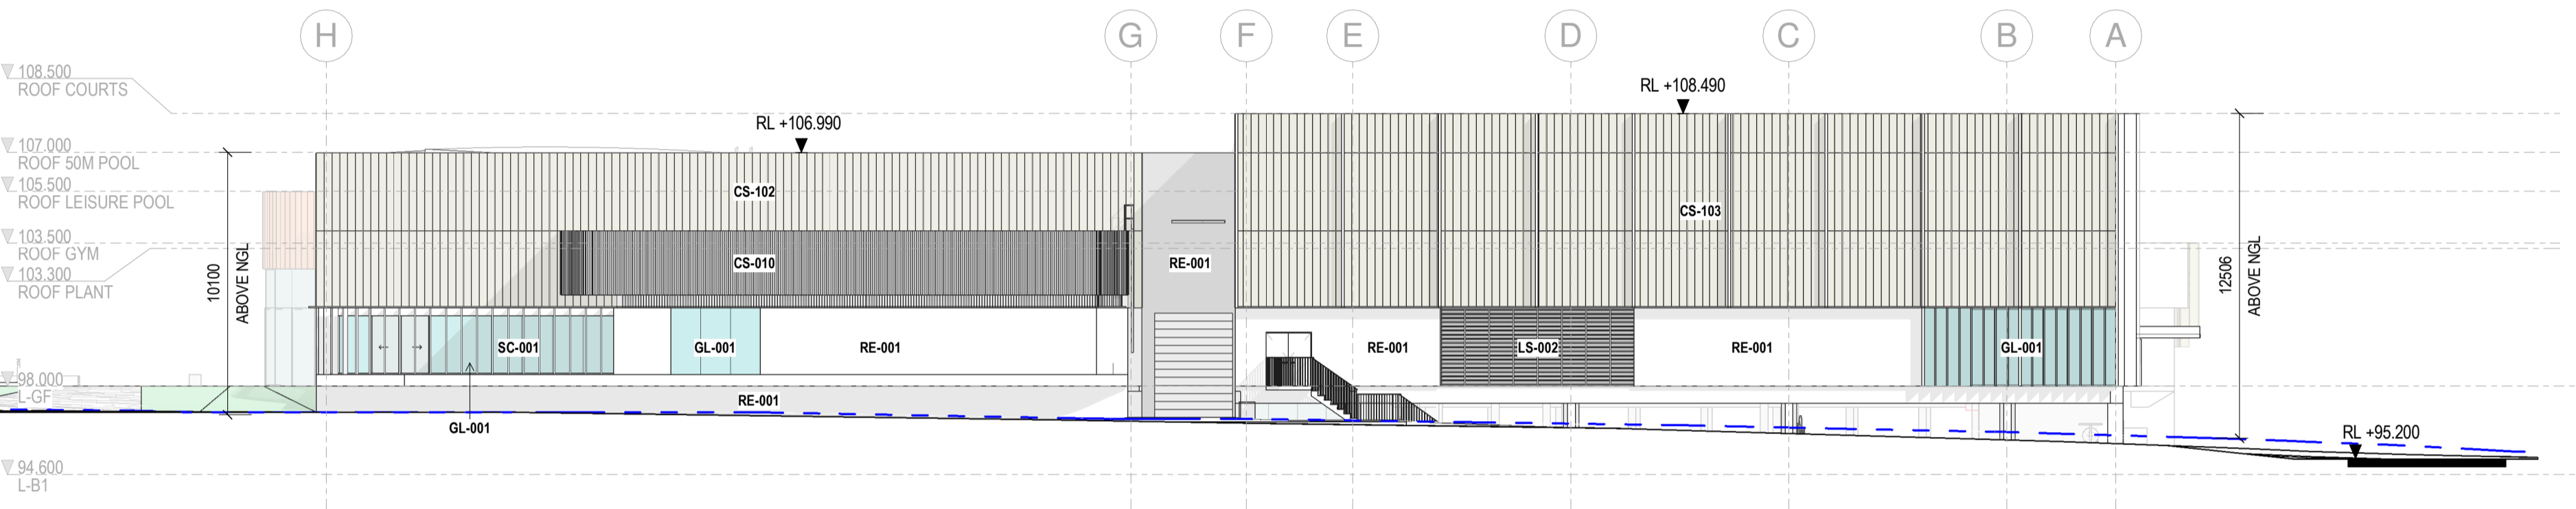 H
G
F
E
D
C
B
A
108.500
ROOF COURTS
RL +108.490
RL +106.990
107.000
ROOF 50M POOL
105.500
ROOF LEISURE POOL
103.500
ROOF GYM
103.300
ROOF PLANT
10100
ABOVE NGL
CS-102
CS-010
RE-001
CS-103
12506
ABOVE NGL
SC-001
GL-001
RE-001
RE-001
LS-002
RE-001
GL-001
98.000
L-GF
RE-001
GL-001
RL +95.200
94.600
L-B1